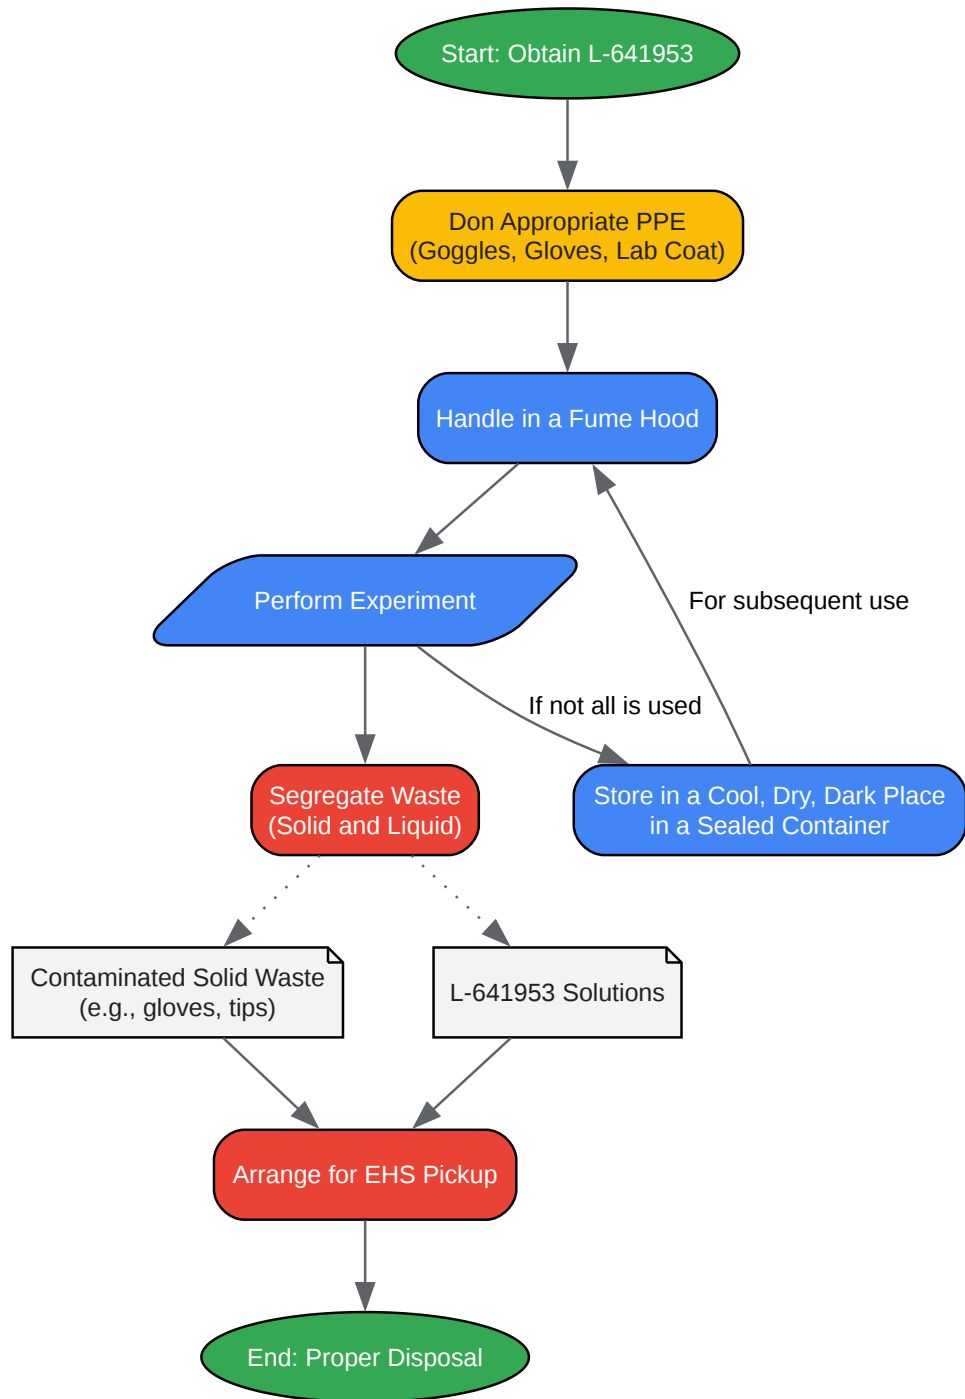 Start: Obtain L-641953
Don Appropriate PPE
(Goggles, Gloves, Lab Coat)
Handle in a Fume Hood
Perform Experiment
For subsequent use
If not all is used
Segregate Waste
(Solid and Liquid)
Store in a Cool, Dry, Dark Place
in a Sealed Container
Contaminated Solid Waste
(e.g., gloves, tips)
L-641953 Solutions
Arrange for EHS Pickup
End: Proper Disposal